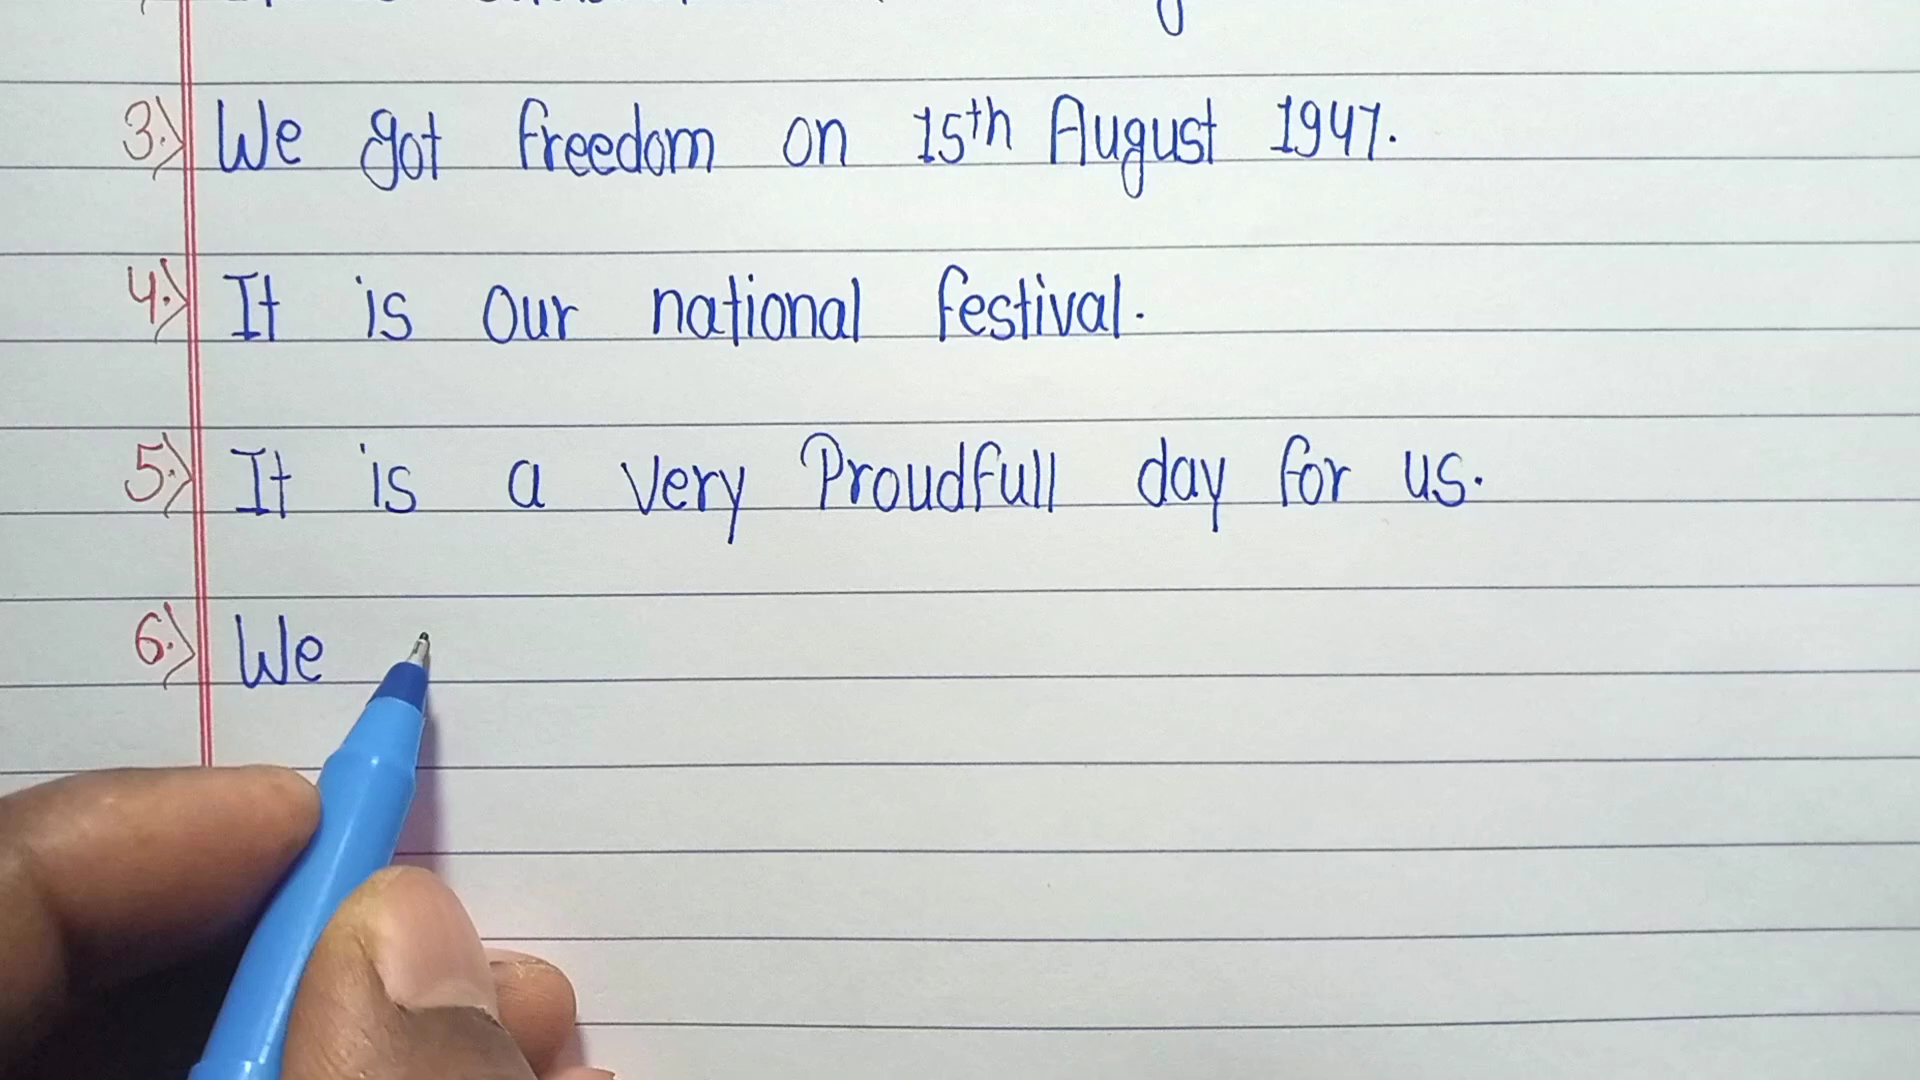 3.) We got freedom on 15th August 1947.
4.) It is our national festival.
5.) It is a very Proudfull day for us.
6.) We